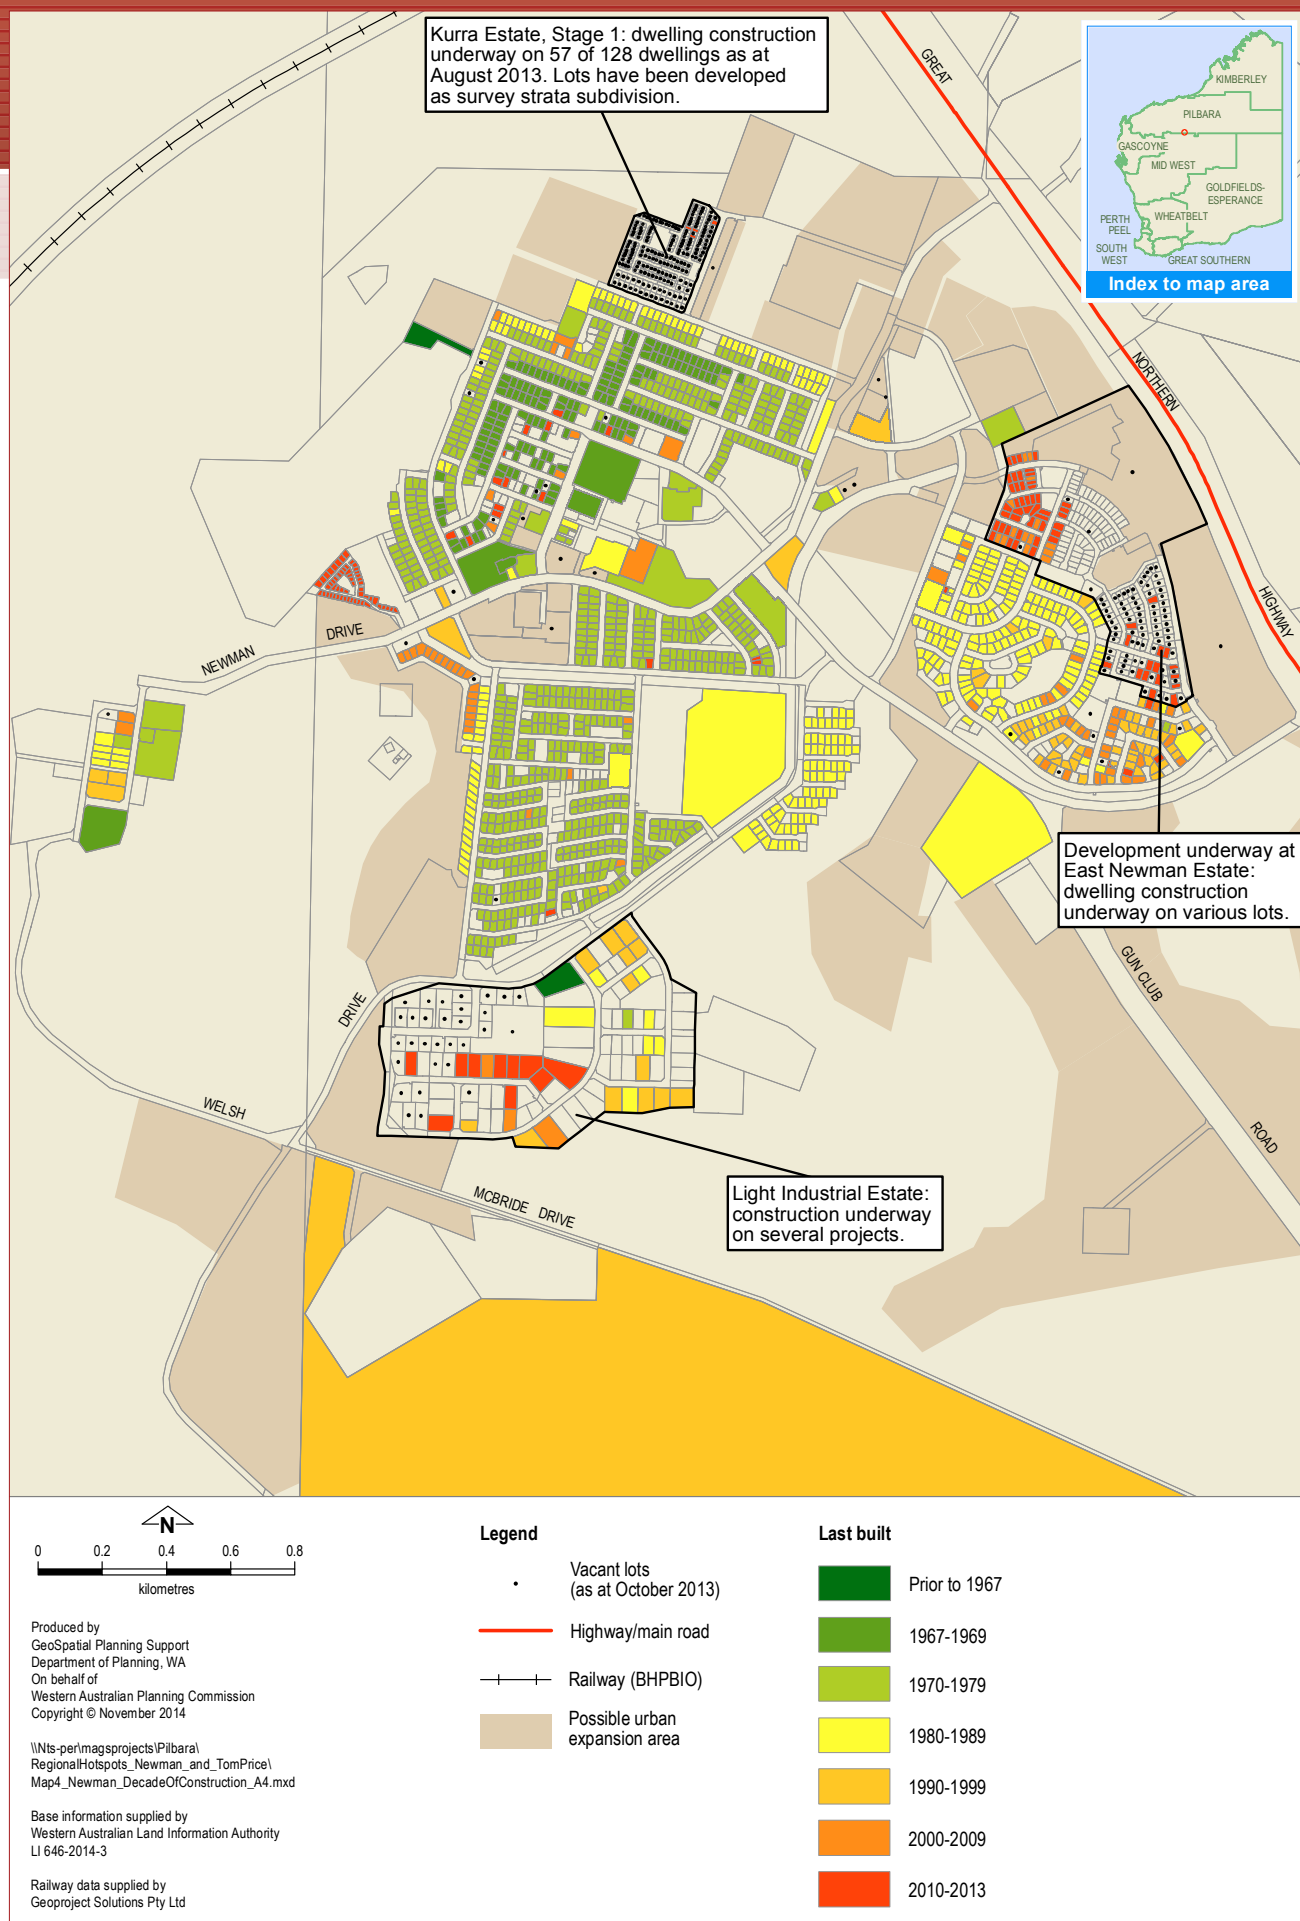 Kurra Estate, Stage 1: dwelling construction
underway on 57 of 128 dwellings as at
August 2013. Lots have been developed
as survey strata subdivision.
GREAT
NORTHERN
HIGHWAY
KIMBERLEY
PILBARA
GASCOYNE
MID WEST
GOLDFIELDS-
ESPERANCE
PERTH
PEEL
WHEATBELT
SOUTH
WEST
GREAT SOUTHERN
Index to map area
NEWMAN
DRIVE
Development underway at
East Newman Estate:
dwelling construction
underway on various lots.
GUN CLUB
ROAD
DRIVE
WELSH
MCBRIDE DRIVE
Light Industrial Estate:
construction underway
on several projects.
N
0 0.2 0.4 0.6 0.8
kilometres
Produced by
GeoSpatial Planning Support
Department of Planning, WA
On behalf of
Western Australian Planning Commission
Copyright © November 2014
\\Nts-per\magsprojects\Pilbara\
RegionalHotspots_Newman_and_TomPrice\
Map4_Newman_DecadeOfConstruction_A4.mxd
Base information supplied by
Western Australian Land Information Authority
LI 646-2014-3
Railway data supplied by
Geoproject Solutions Pty Ltd
Legend
Vacant lots
(as at October 2013)
Highway/main road
Railway (BHPBIO)
Possible urban
expansion area
Last built
Prior to 1967
1967-1969
1970-1979
1980-1989
1990-1999
2000-2009
2010-2013